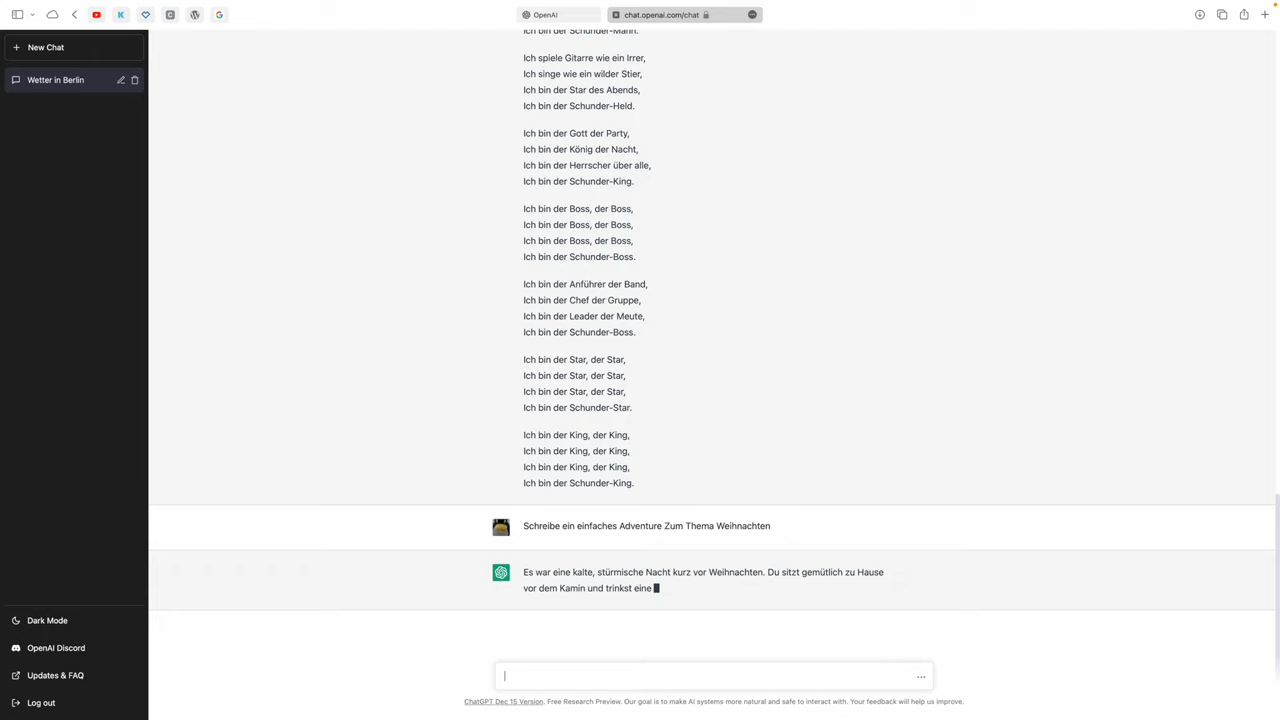 OpenAI
chat.openai.com/chat
New Chat
Wetter in Berlin
Ich bin der Schunder-Mann.
Ich spiele Gitarre wie ein Irrer,
Ich singe wie ein wilder Stier,
Ich bin der Star des Abends,
Ich bin der Schunder-Held.
Ich bin der Gott der Party,
Ich bin der König der Nacht,
Ich bin der Herrscher über alle,
Ich bin der Schunder-King.
Ich bin der Boss, der Boss,
Ich bin der Boss, der Boss,
Ich bin der Boss, der Boss,
Ich bin der Schunder-Boss.
Ich bin der Anführer der Band,
Ich bin der Chef der Gruppe,
Ich bin der Leader der Meute,
Ich bin der Schunder-Boss.
Ich bin der Star, der Star,
Ich bin der Star, der Star,
Ich bin der Star, der Star,
Ich bin der Schunder-Star.
Ich bin der King, der King,
Ich bin der King, der King,
Ich bin der King, der King,
Ich bin der Schunder-King.
Schreibe ein einfaches Adventure Zum Thema Weihnachten
Es war eine kalte, stürmische Nacht kurz vor Weihnachten. Du sitzt gemütlich zu Hause
vor dem Kamin und trinkst eine
Dark Mode
OpenAI Discord
Updates & FAQ
Log out
ChatGPT Dec 15 Version. Free Research Preview. Our goal is to make AI systems more natural and safe to interact with. Your feedback will help us improve.